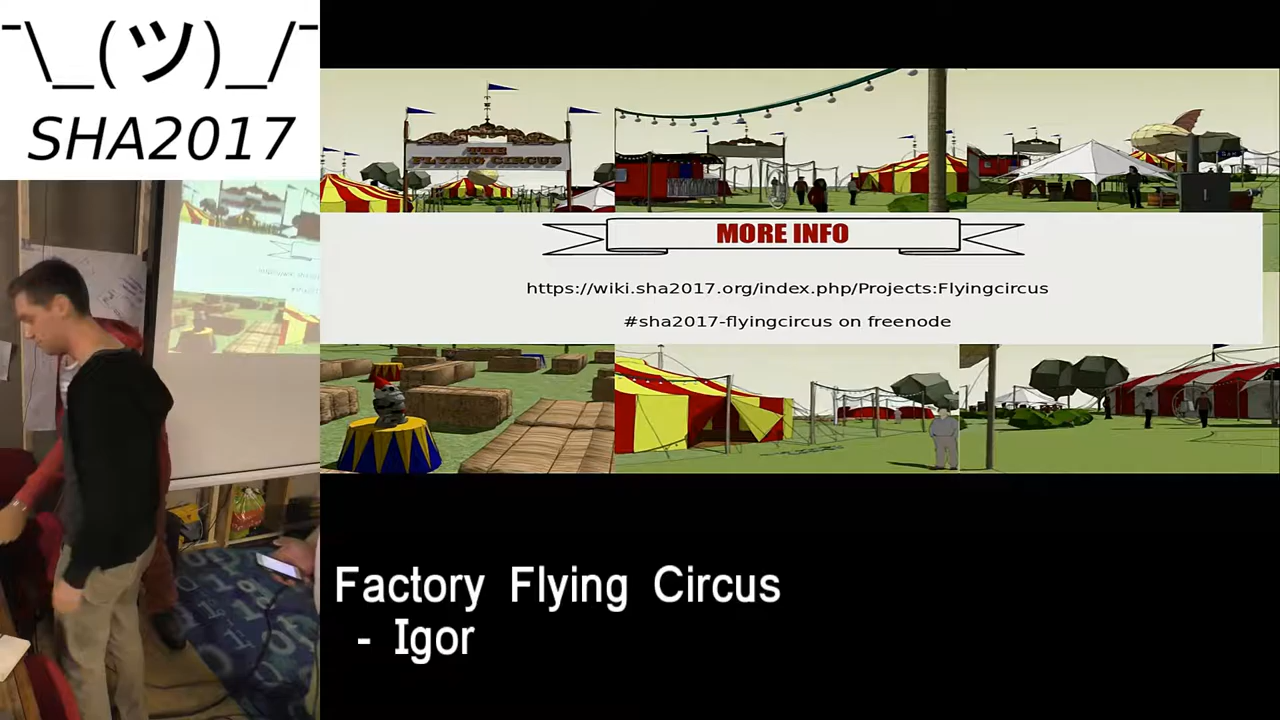 ¯\_(ツ)_/¯
SHA2017
THE
FLYING CIRCUS
MORE INFO
https://wiki.sha2017.org/index.php/Projects:Flyingcircus
#sha2017-flyingcircus on freenode
Factory Flying Circus
- Igor